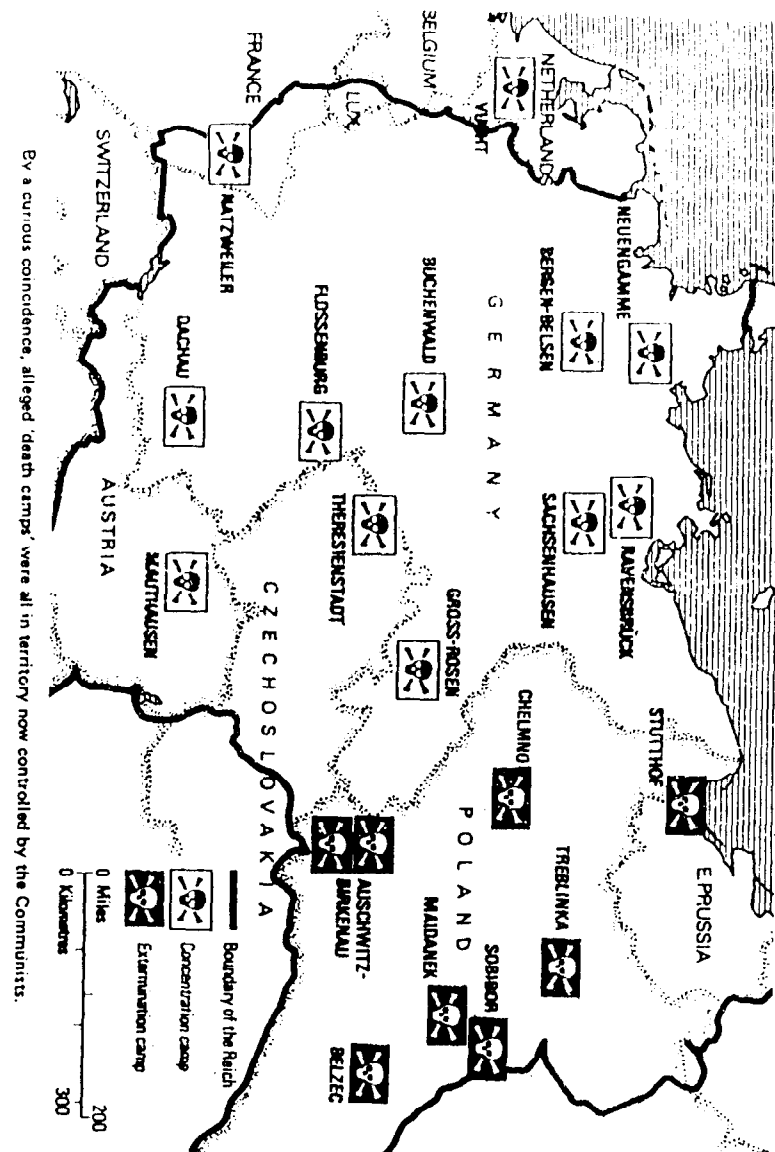 NETHERLANDS
BELGIUM
VUGHT
LUX
FRANCE
NEUENGAMME
BERGEN-BELSEN
BUCHENWALD
FLOSSENBURG
NATZWEILER
SWITZERLAND
GERMANY
DACHAU
RAVENSBRÜCK
SACHSENHAUSEN
THERESIENSTADT
AUSTRIA
MAUTHAUSEN
GROSS-ROSEN
CZECHOSLOVAKIA
STUTTHOF
CHELMNO
POLAND
E.PRUSSIA
TREBLINKA
AUSCHWITZ-
BIRKENAU
MAIDANEK
SOBIBOR
BELZEC
Boundary of the Reich
Concentration camp
Extermination camp
0 Miles 200
0 Kilometres 300
By a curious coincidence, alleged 'death camps' were all in territory now controlled by the Communists.